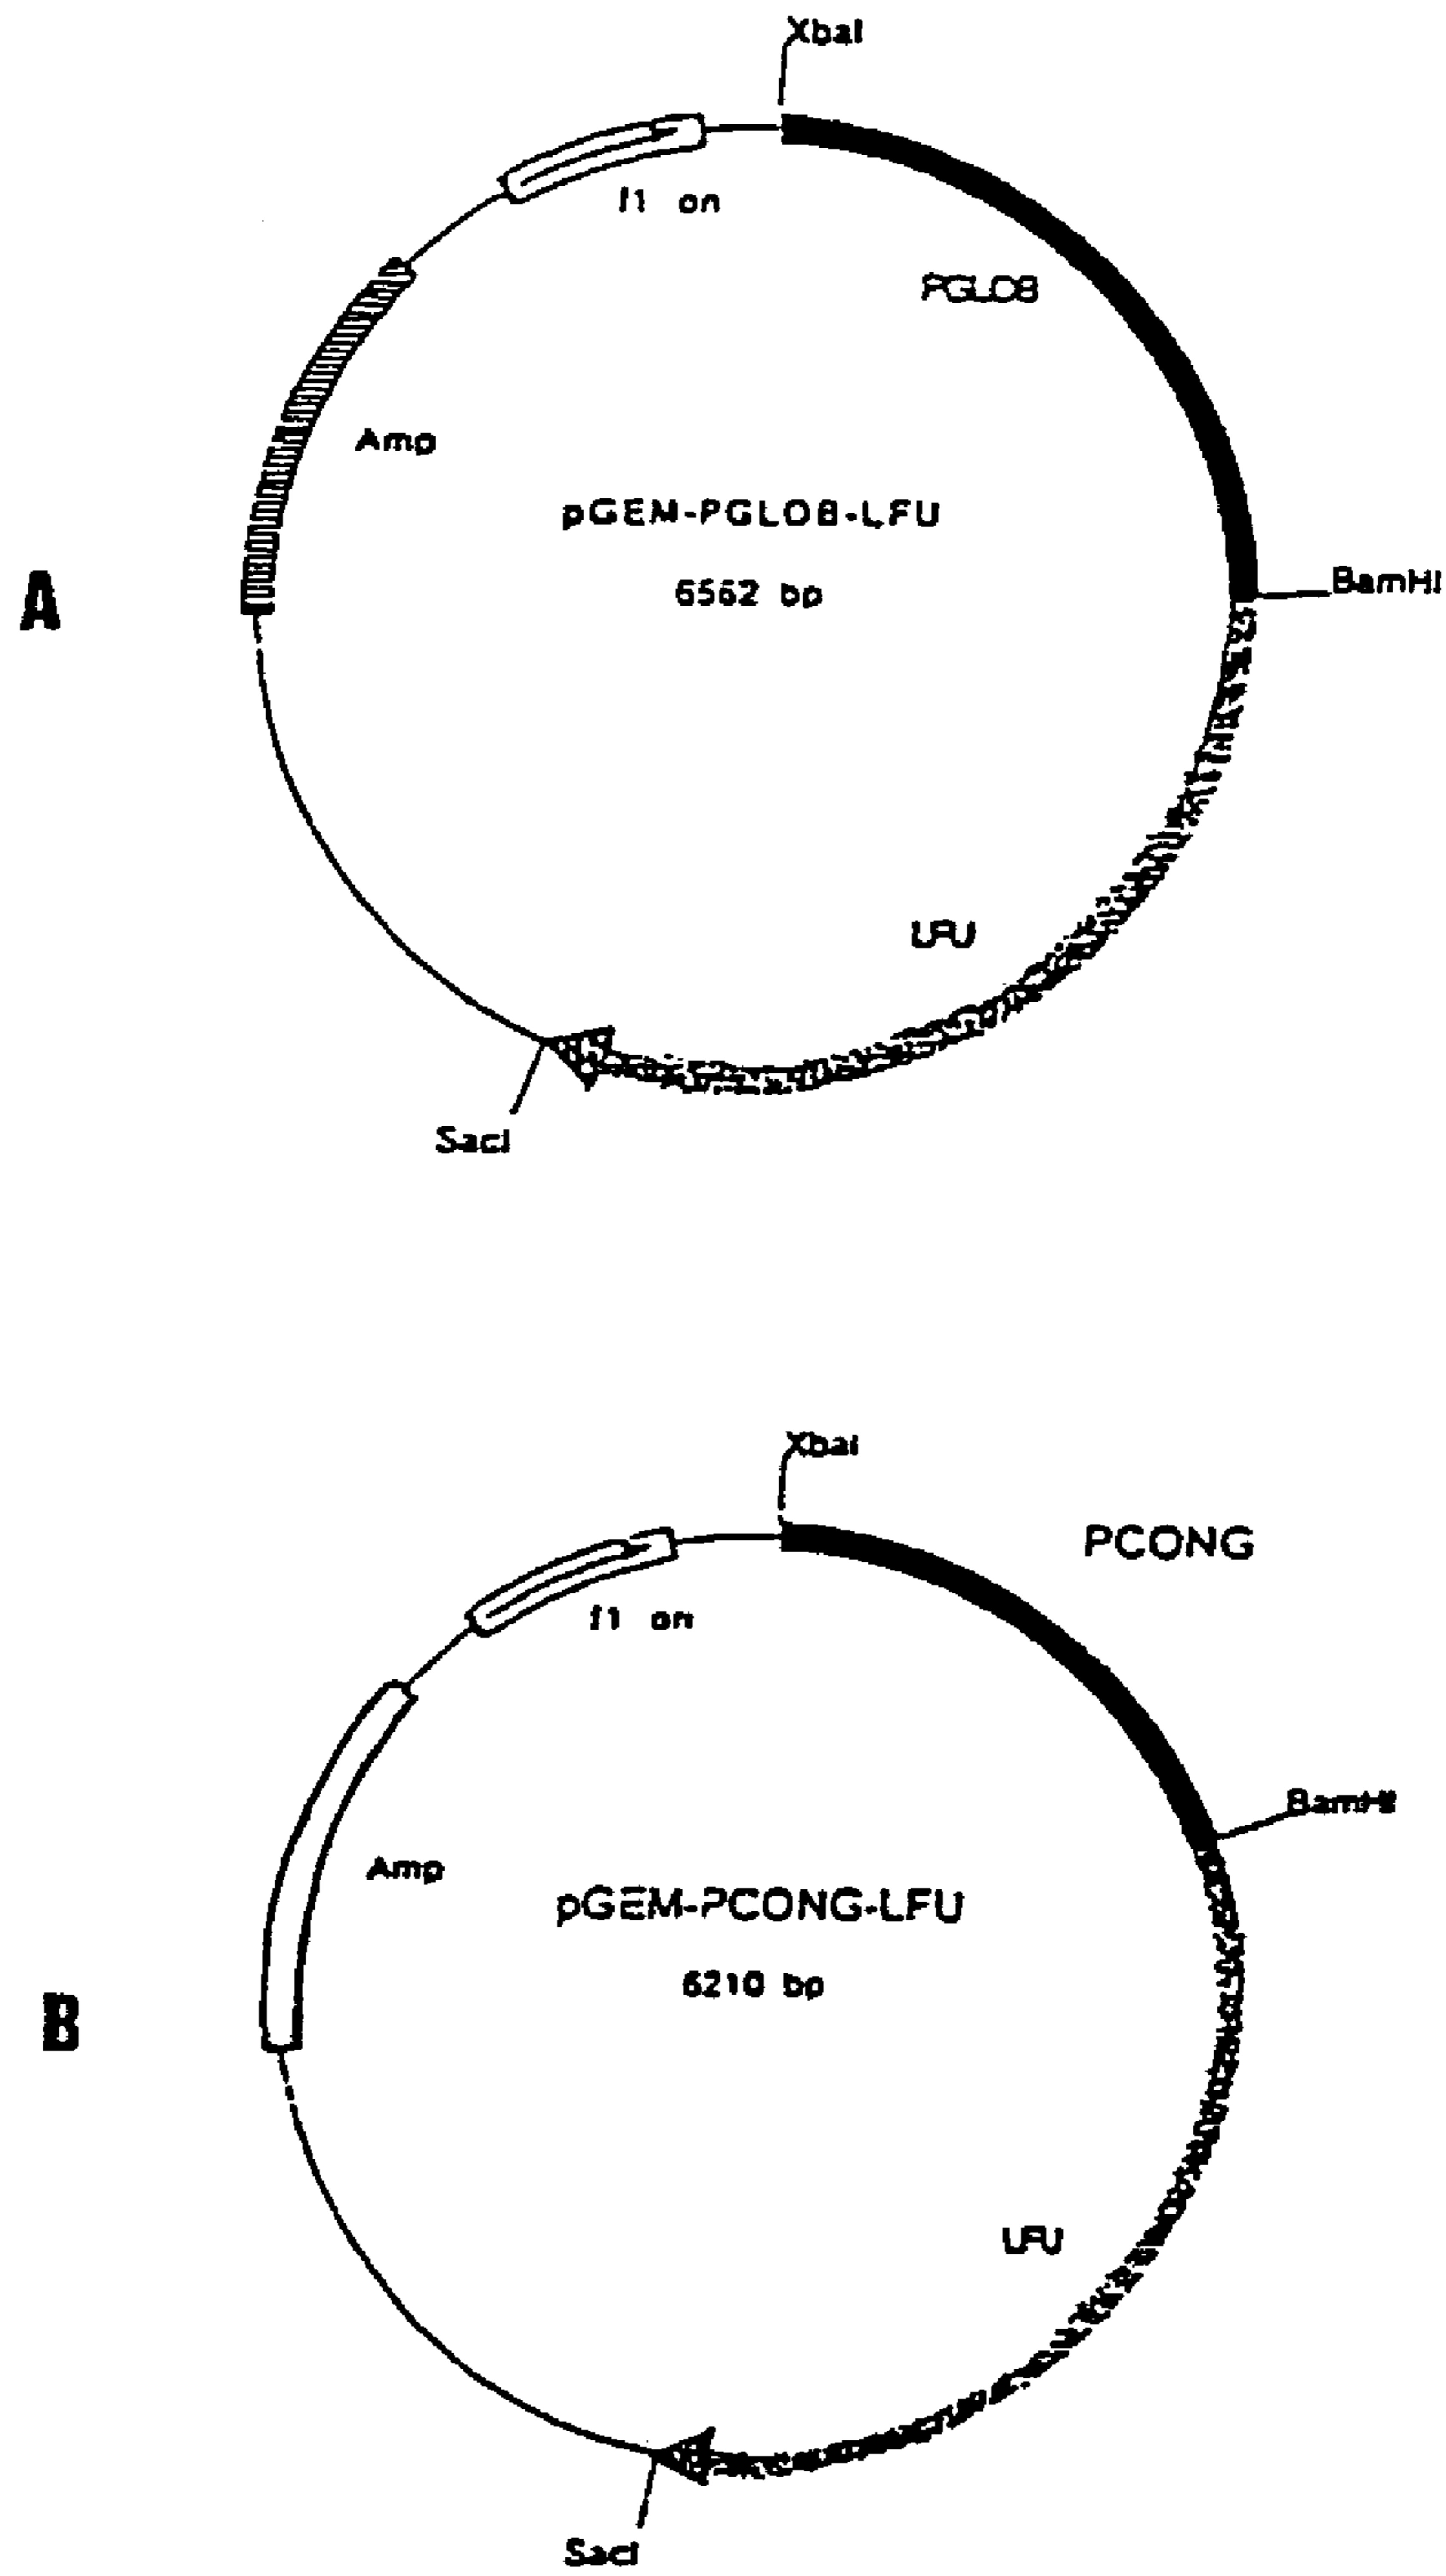 XbaI
f1 ori
PGLOB
Amp
pGEM-PGLOB-LFU
6562 bp
A
BamHI
LFU
SacI
XbaI
PCONG
f1 ori
BamHI
Amp
pGEM-PCONG-LFU
6210 bp
B
LFU
SacI